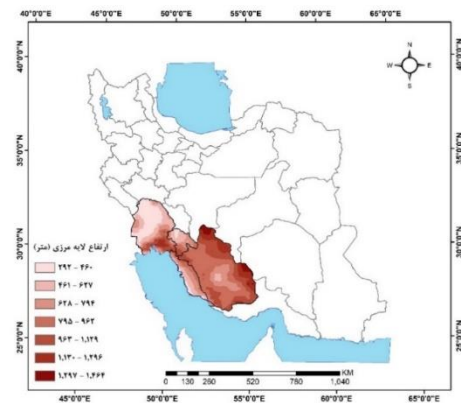 40°0'0"E 45°0'0"E 50°0'0"E 55°0'0"E 60°0'0"E 65°0'0"E
40°0'0"N
35°0'0"N
30°0'0"N
25°0'0"N
N
W E
S
ارتفاع لایه مرزی (متر)
۲۹۲ - ۴۶۰
۴۶۱ - ۶۲۷
۶۲۸ - ۷۹۴
۷۹۵ - ۹۶۲
۹۶۳ - ۱,۱۲۹
۱,۱۳۰ - ۱,۲۹۶
۱,۲۹۷ - ۱,۴۶۴
KM
0 130 260 520 780 1,040
45°0'0"E 50°0'0"E 55°0'0"E 60°0'0"E